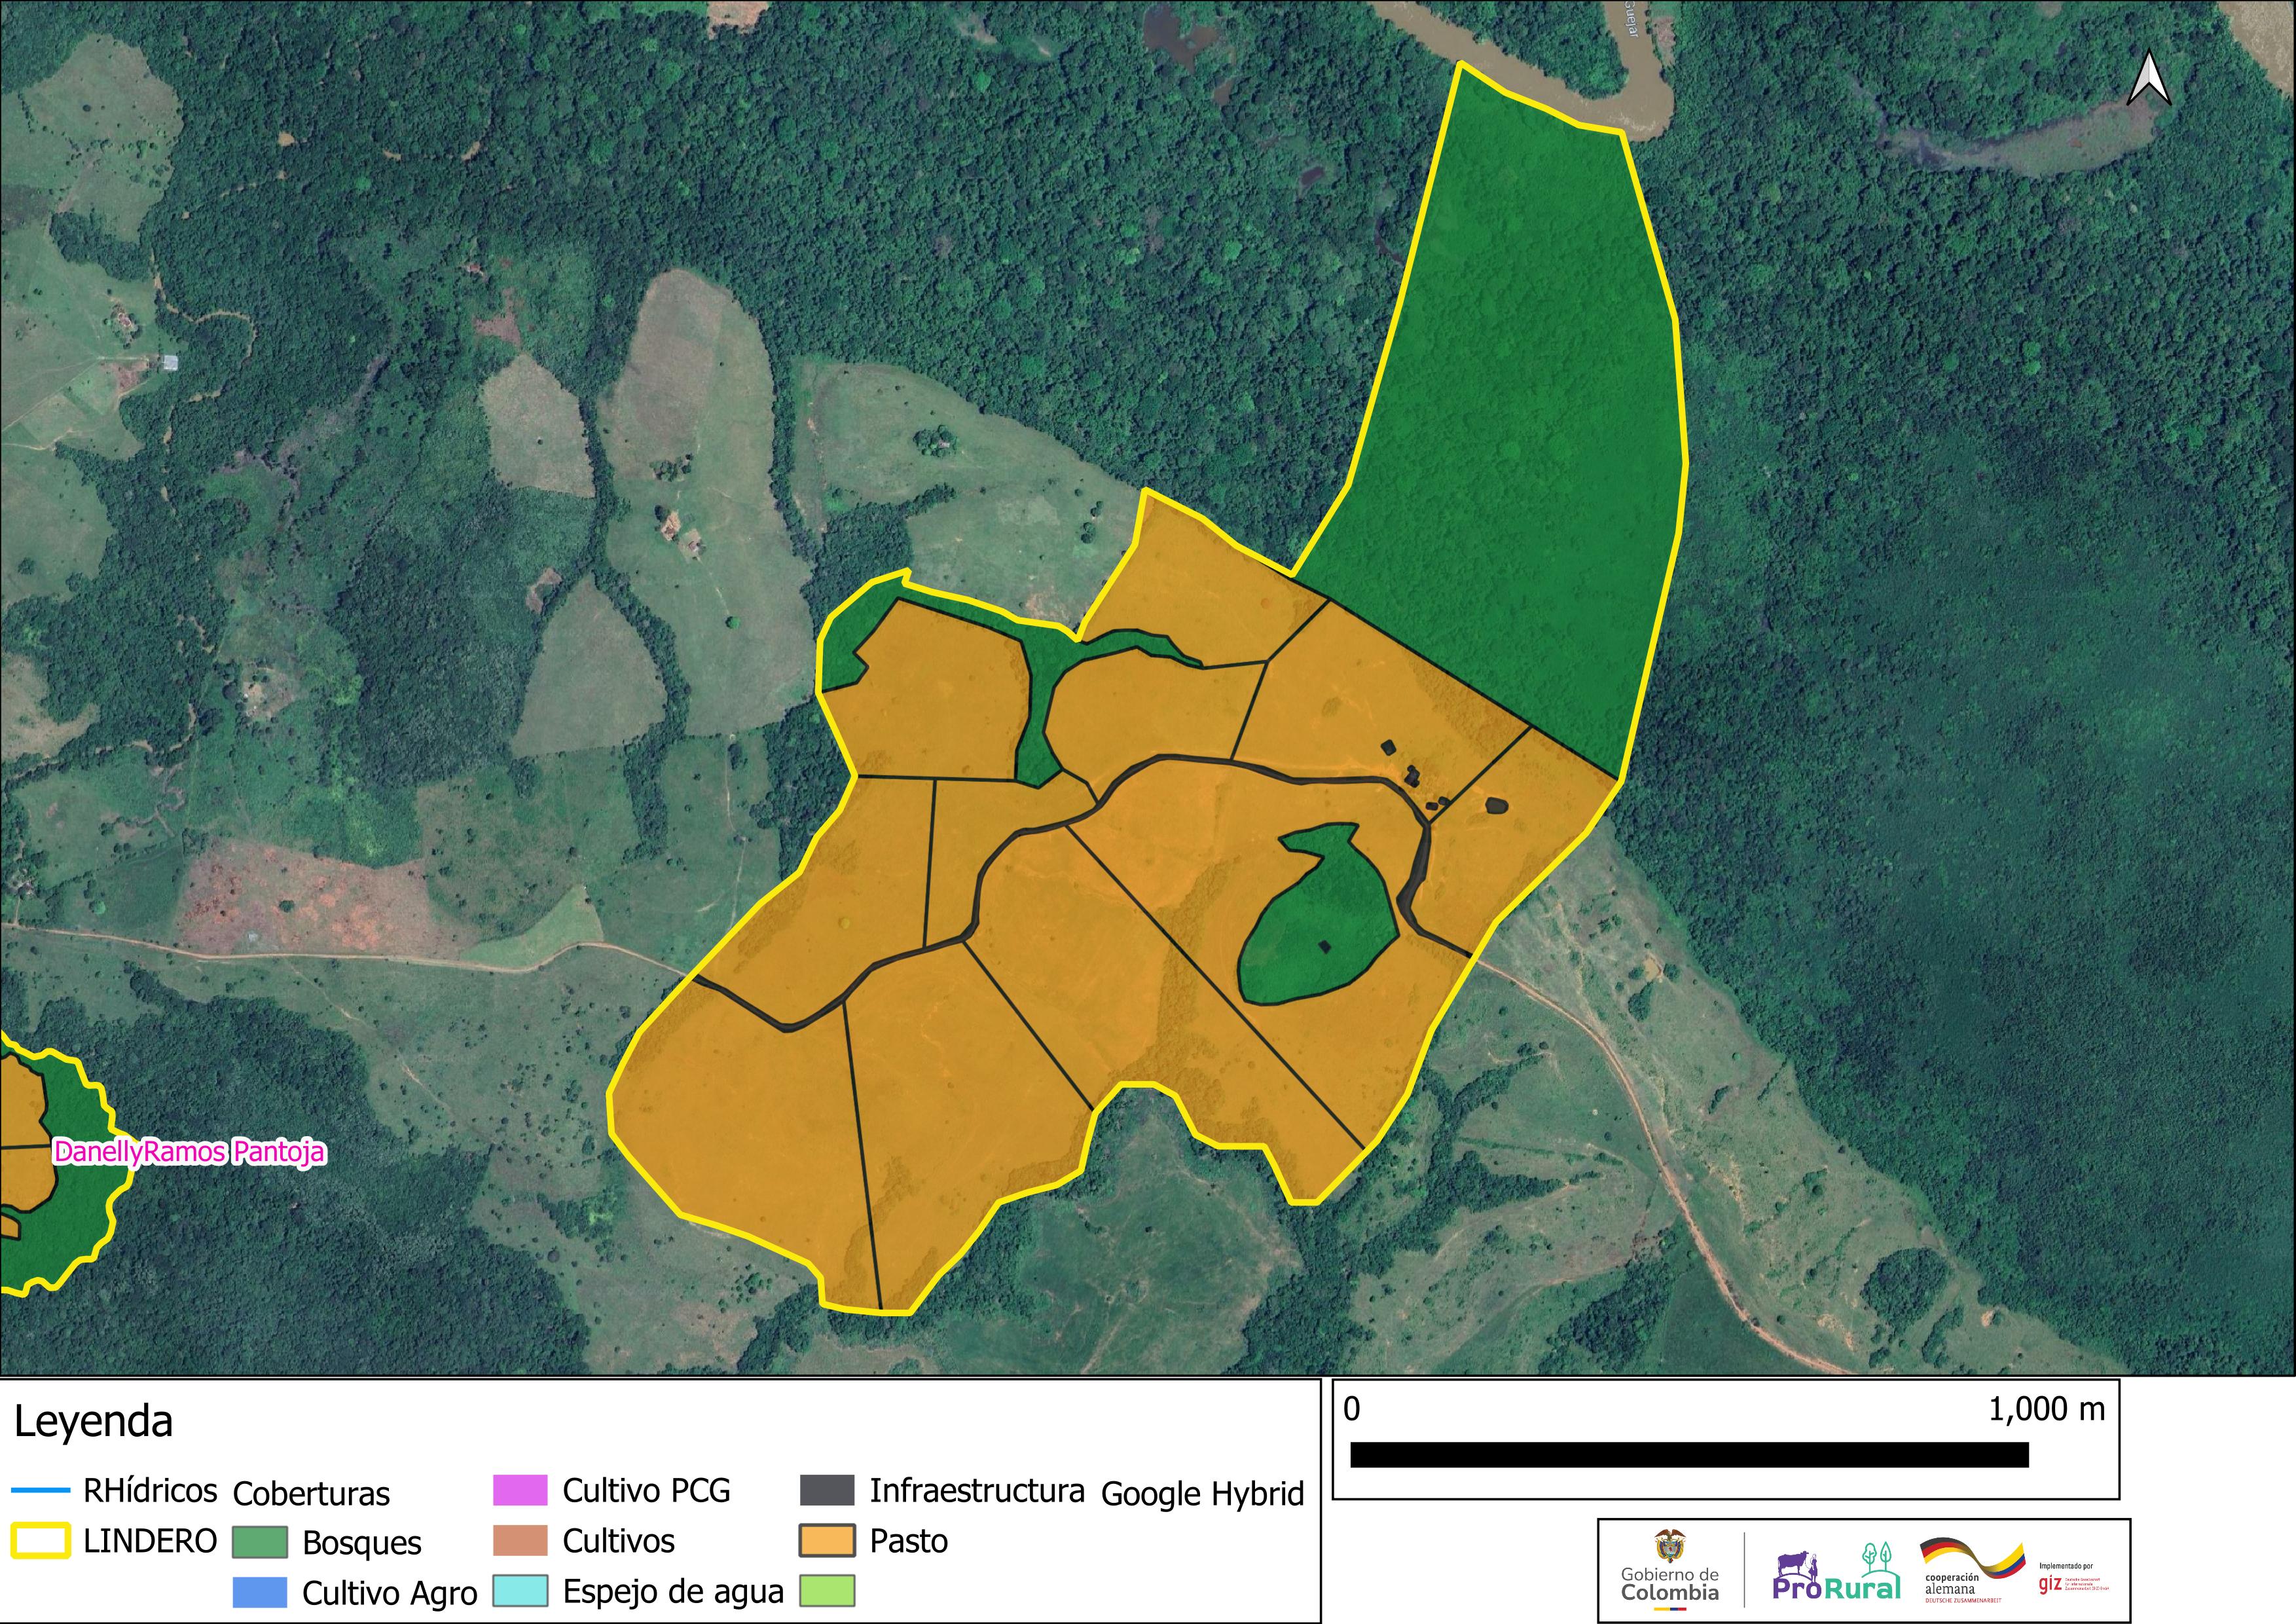 Guejar
DanellyRamos Pantoja
Leyenda
RHídricos
LINDERO
Coberturas
Bosques
Cultivo Agro
Cultivo PCG
Cultivos
Espejo de agua
Infraestructura
Pasto
Google Hybrid
0 1,000 m
Gobierno de
Colombia
ProRural
cooperación
alemana
DEUTSCHE ZUSAMMENARBEIT
Implementado por
giz